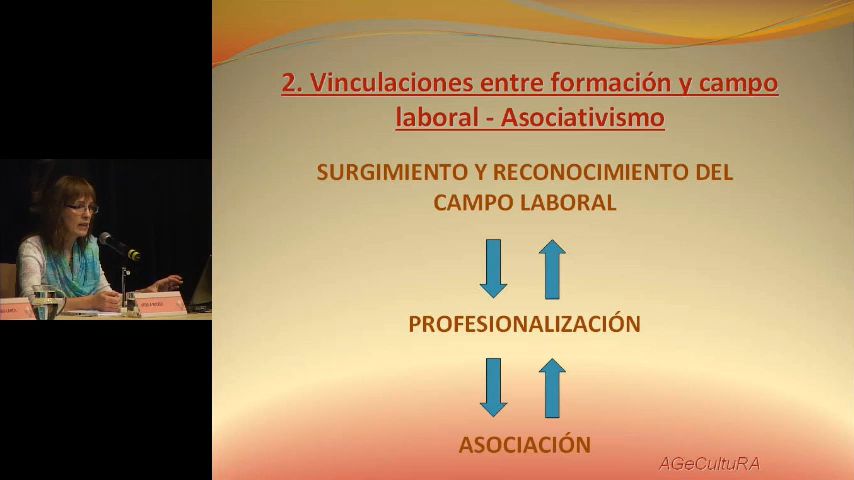 2. Vinculaciones entre formación y campo
laboral - Asociativismo
SURGIMIENTO Y RECONOCIMIENTO DEL
CAMPO LABORAL
PROFESIONALIZACIÓN
ASOCIACIÓN
AGeCultuRA